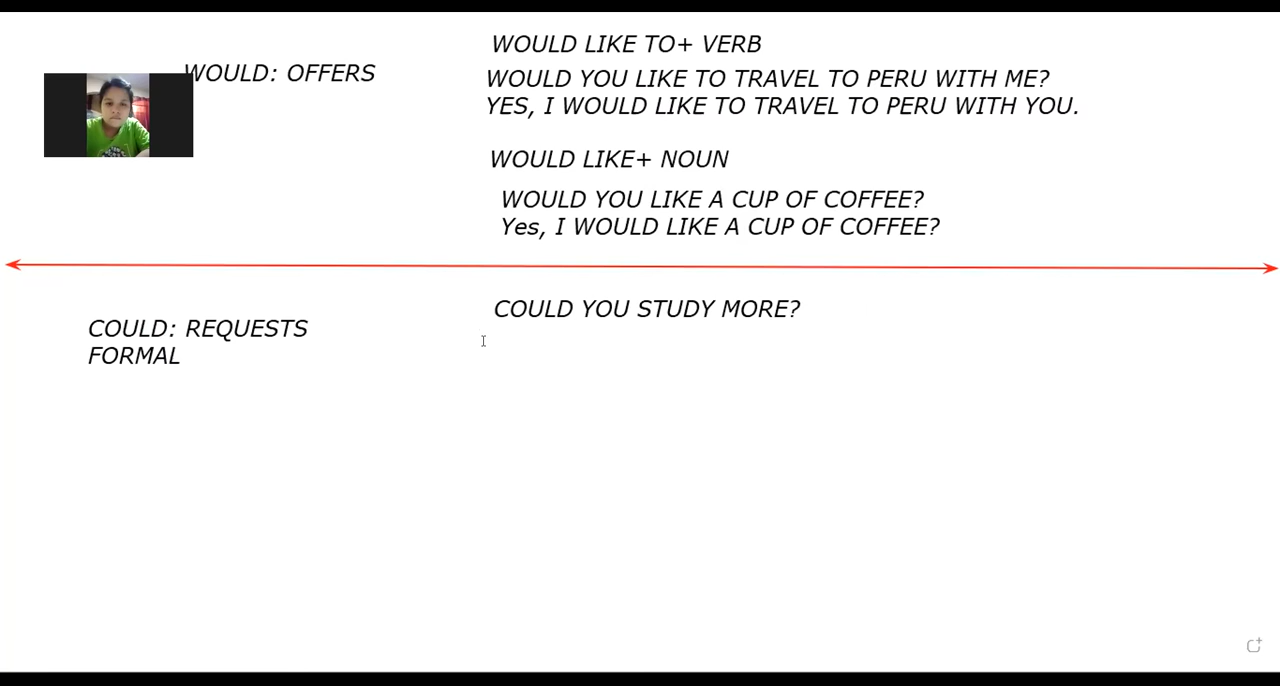 WOULD: OFFERS
WOULD LIKE TO+ VERB
WOULD YOU LIKE TO TRAVEL TO PERU WITH ME?
YES, I WOULD LIKE TO TRAVEL TO PERU WITH YOU.
WOULD LIKE+ NOUN
WOULD YOU LIKE A CUP OF COFFEE?
Yes, I WOULD LIKE A CUP OF COFFEE?
COULD: REQUESTS
FORMAL
COULD YOU STUDY MORE?